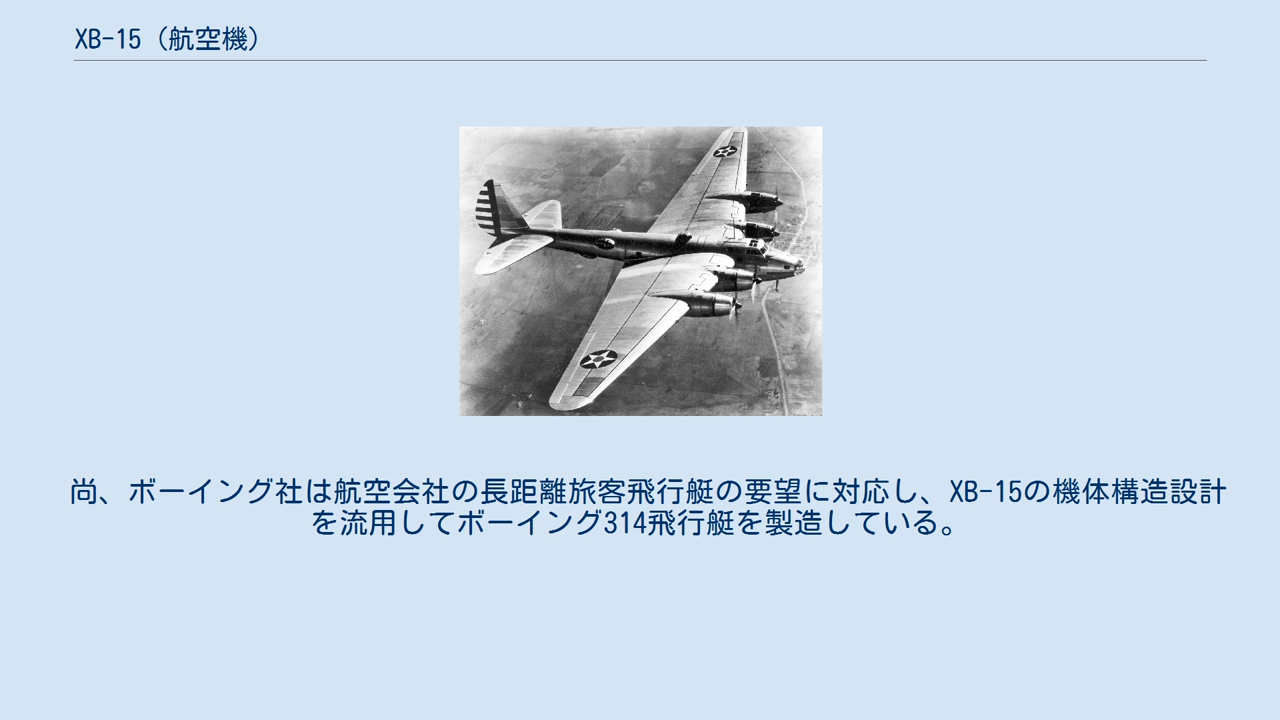 XB-15（航空機）
尚、ボーイング社は航空会社の長距離旅客飛行艇の要望に対応し、XB-15の機体構造設計
を流用してボーイング314飛行艇を製造している。